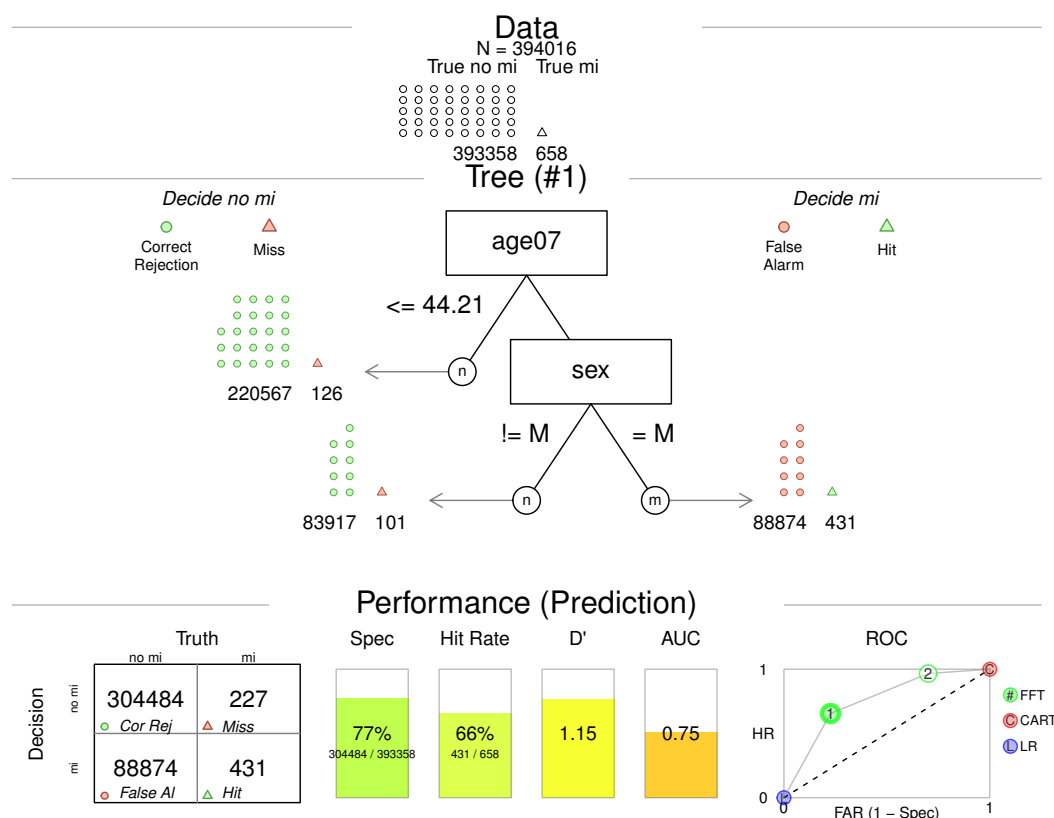 Data
N = 394016
True no mi True mi
393358 658
Tree (#1)
Decide no mi
Decide mi
Correct
Rejection
Miss
False
Alarm
Hit
age07
<= 44.21
n
220567 126
sex
!= M
= M
n
m
83917 101
88874 431
Performance (Prediction)
Truth
no mi mi
Decision
no mi
mi
304484 227
Cor Rej Miss
88874 431
False Al Hit
Spec
77%
304484 / 393358
Hit Rate
66%
431 / 658
D'
1.15
AUC
0.75
ROC
1
HR
0
0
FAR (1 − Spec)
1
1
2
C
L
# FFT
C CART
L LR